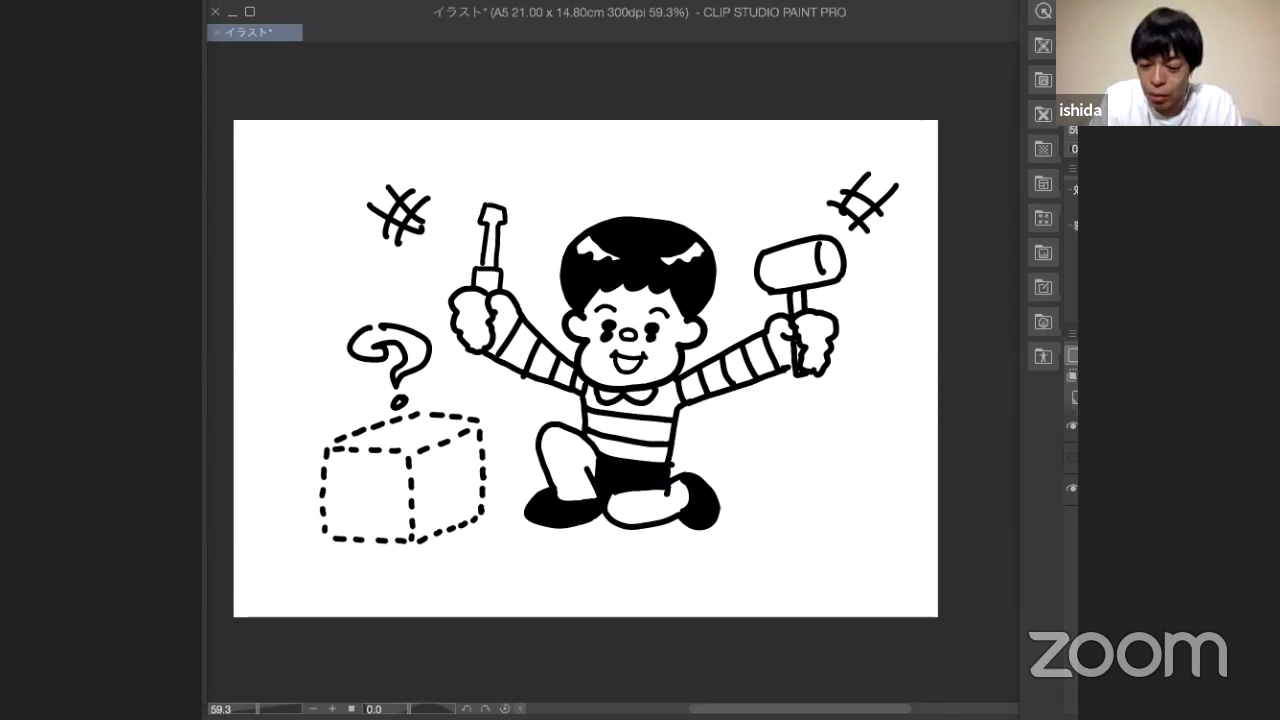 イラスト* (A5 21.00 x 14.80cm 300dpi 59.3%) - CLIP STUDIO PAINT PRO
イラスト*
ishida
?
59.3
0.0
zoom